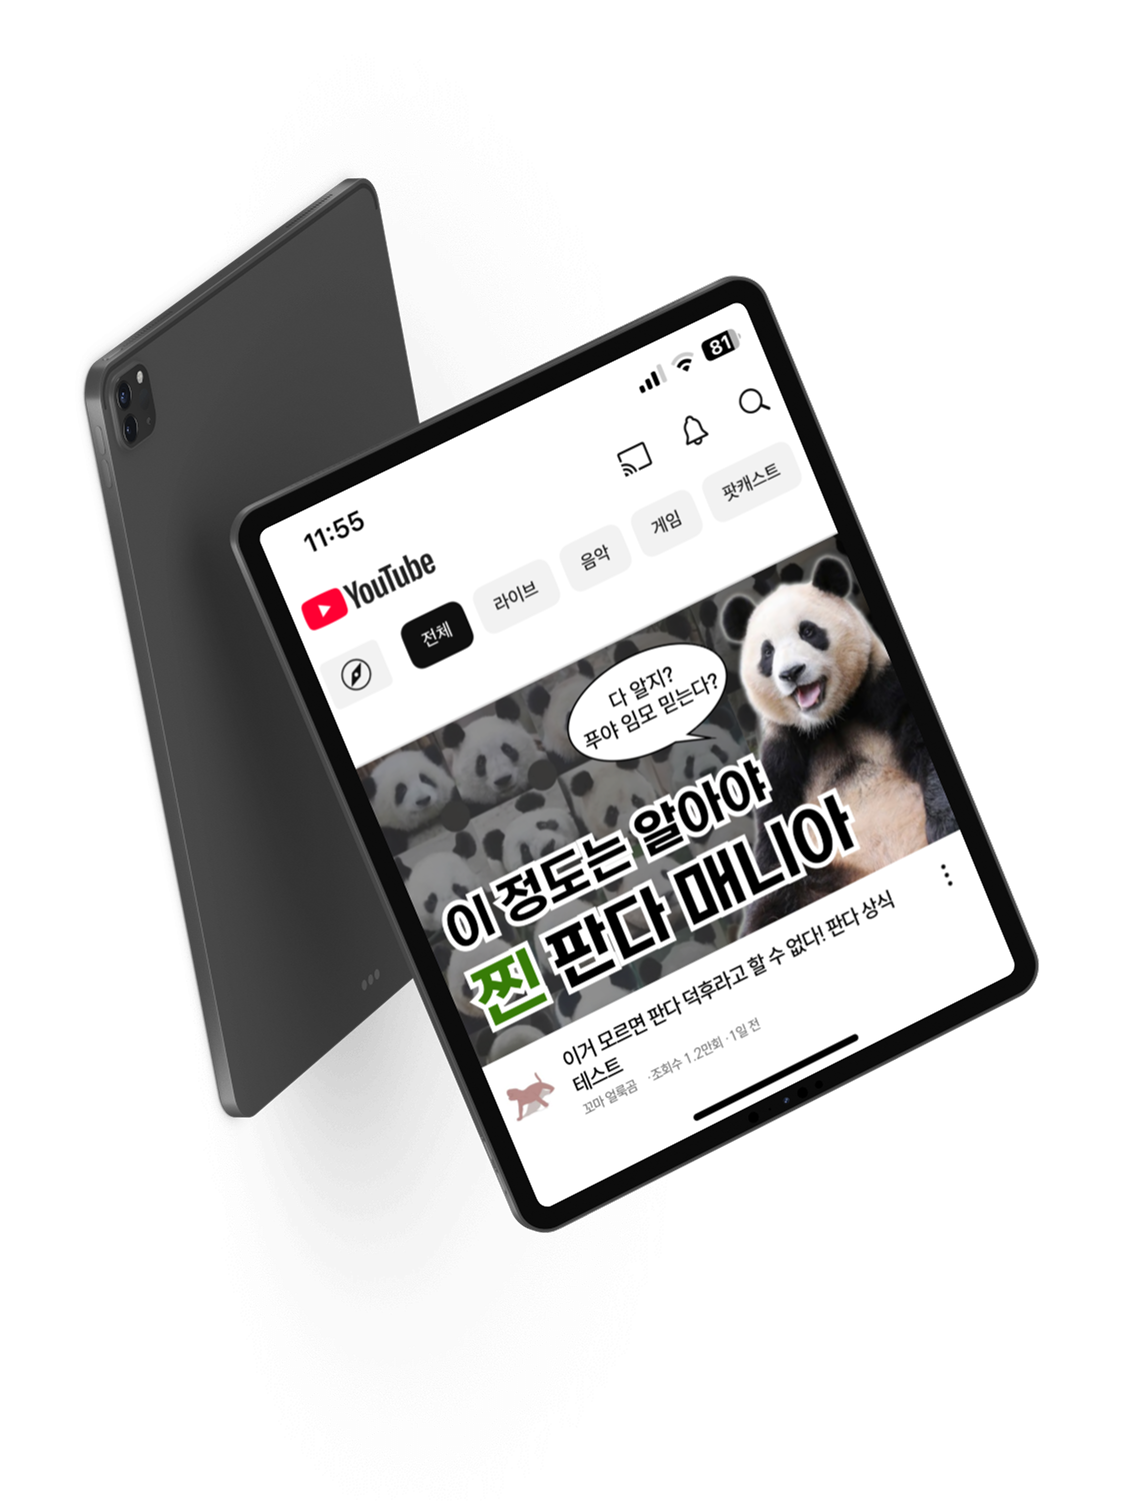 11:55
81
YouTube
전체
라이브
음악
게임
팟캐스트
다 알지?
푸야 임모 믿는다?
이 정도는 알아야
찐 판다 매니아
이거 모르면 판다 덕후라고 할 수 없다! 판다 상식
테스트
꼬마 얼룩곰 · 조회수 1.2만회 · 1일 전